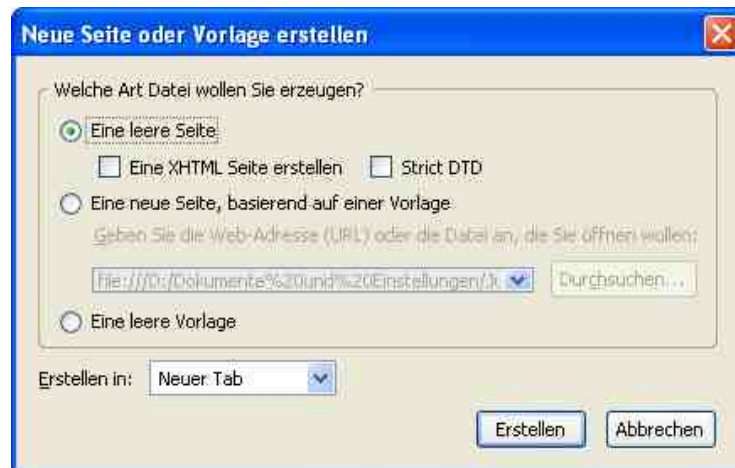 Neue Seite oder Vorlage erstellen
Welche Art Datei wollen Sie erzeugen?
Eine leere Seite
Eine XHTML Seite erstellen Strict DTD
Eine neue Seite, basierend auf einer Vorlage
Geben Sie die Web-Adresse (URL) oder die Datei an, die Sie öffnen wollen:
file:///D:/Dokumente%20und%20Einstellungen/ Durchsuchen...
Eine leere Vorlage
Erstellen in: Neuer Tab
Erstellen Abbrechen